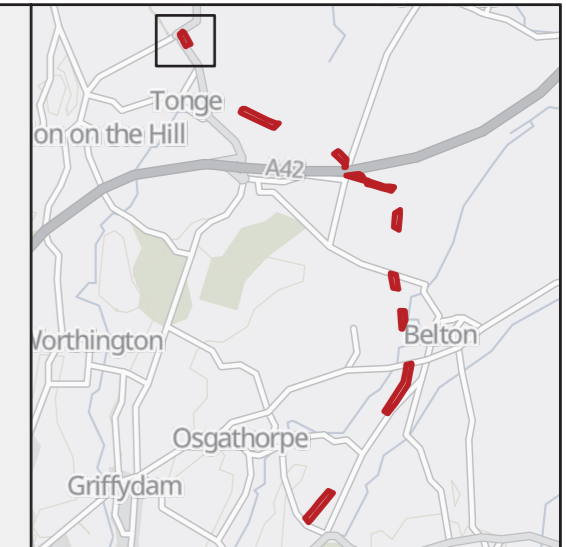 Tonge
on on the Hill
A42
Worthington
Belton
Osgathorpe
Griffydam